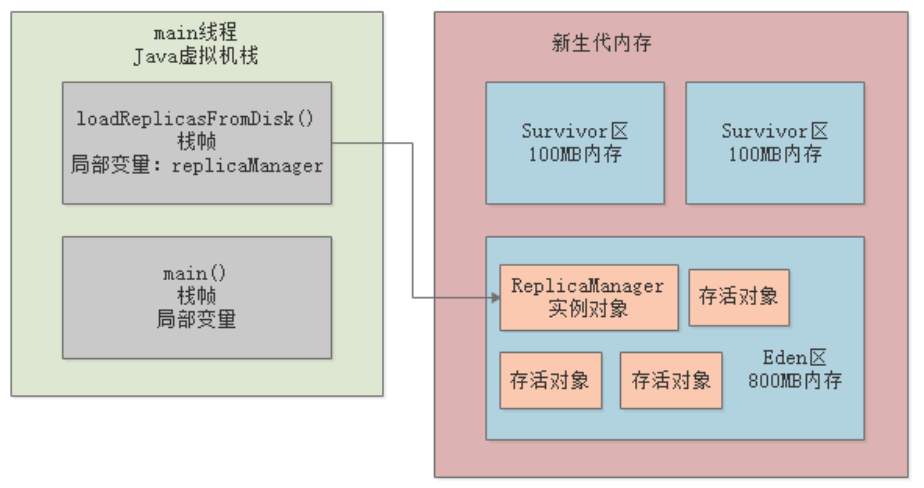 main线程
Java虚拟机栈
loadReplicasFromDisk()
栈帧
局部变量：replicaManager
main()
栈帧
局部变量
新生代内存
Survivor区
100MB内存
Survivor区
100MB内存
ReplicaManager
实例对象
存活对象
存活对象
存活对象
Eden区
800MB内存